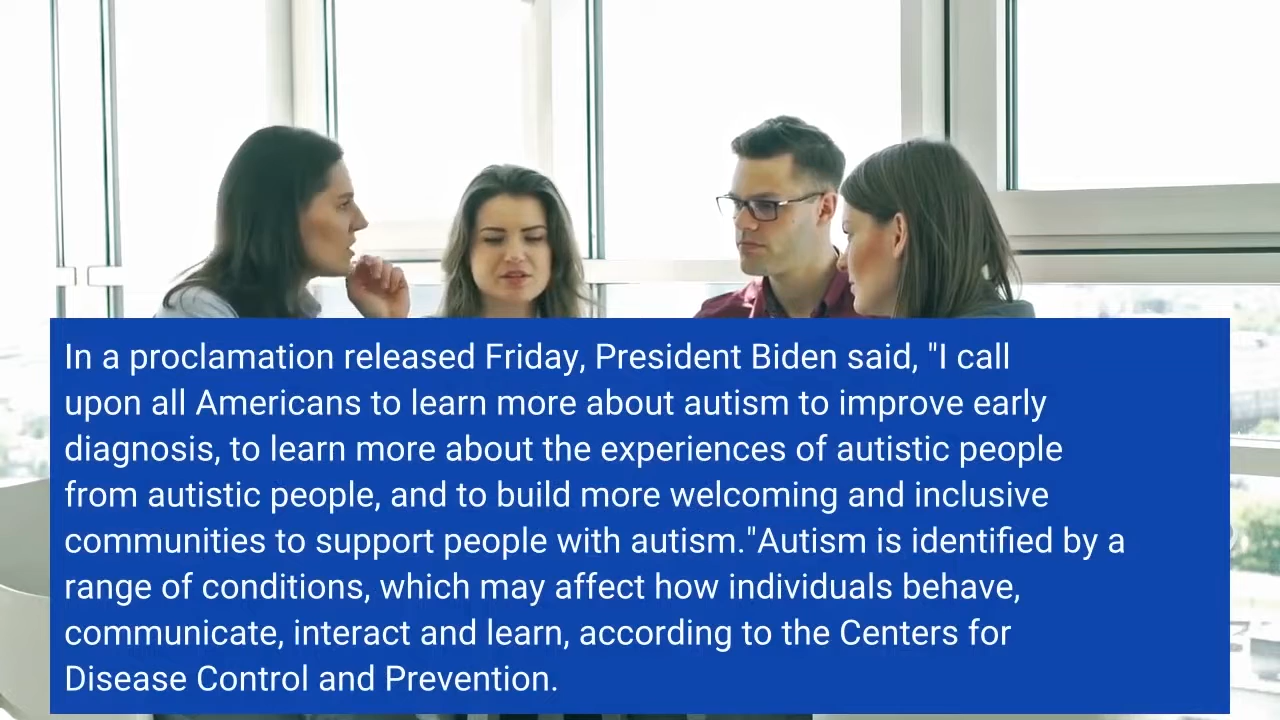 In a proclamation released Friday, President Biden said, "I call
upon all Americans to learn more about autism to improve early
diagnosis, to learn more about the experiences of autistic people
from autistic people, and to build more welcoming and inclusive
communities to support people with autism."Autism is identified by a
range of conditions, which may affect how individuals behave,
communicate, interact and learn, according to the Centers for
Disease Control and Prevention.